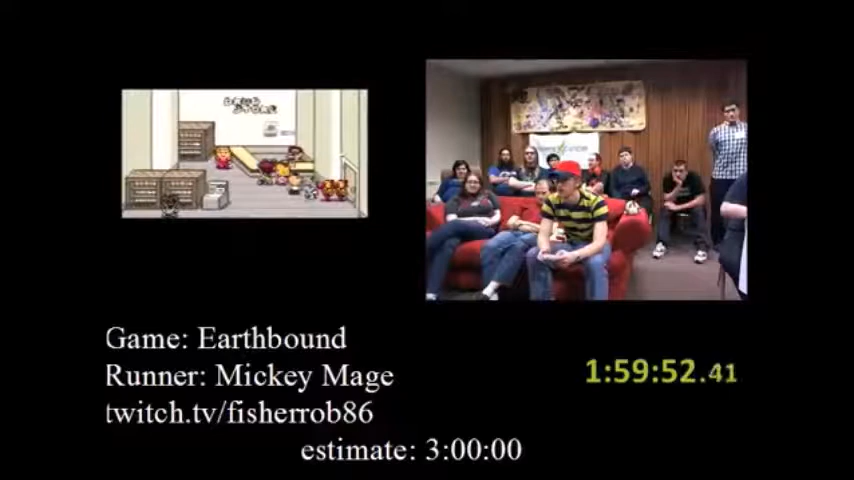 Game: Earthbound
Runner: Mickey Mage
twitch.tv/fisherrob86
estimate: 3:00:00
1:59:52.41